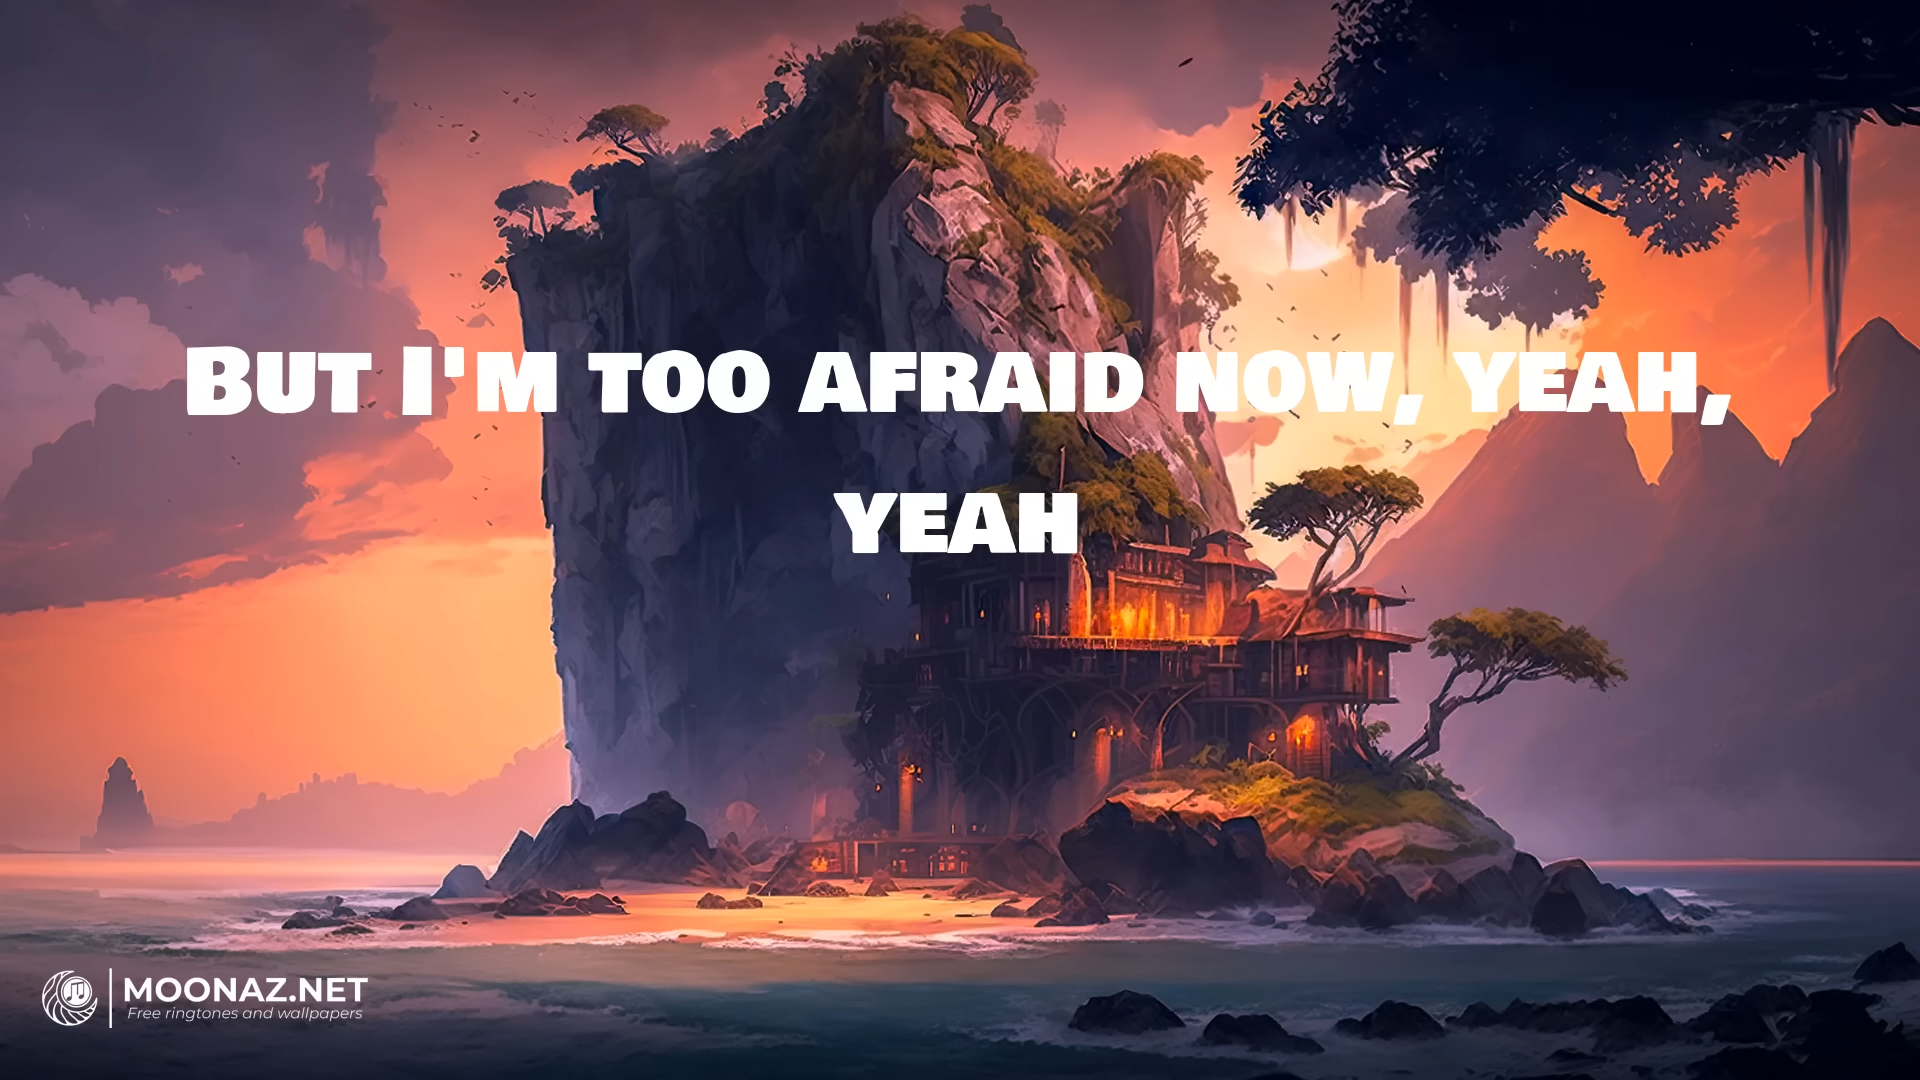 But I'm too afraid now, yeah,
yeah
MOONAZ.NET
Free ringtones and wallpapers